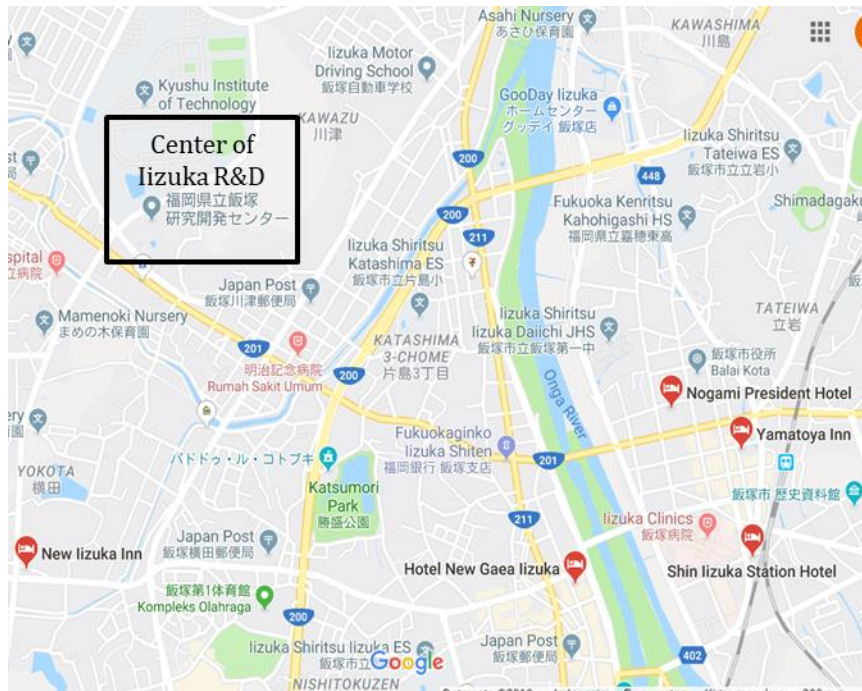 Asahi Nursery
あさひ保育園
KAWASHIMA
川島
Iizuka Motor
Driving School
飯塚自動車学校
Kyushu Institute
of Technology
GooDay Iizuka
ホームセンター
グッデイ 飯塚店
KAWAZU
川津
Center of
Iizuka R&D
福岡県立飯塚
研究開発センター
200
Iizuka Shiritsu
Tateiwa ES
飯塚市立立岩小
448
Fukuoka Kenritsu
Kahohigashi HS
福岡県立嘉穂東高
Shimadagaku
200
211
Iizuka Shiritsu
Katashima ES
飯塚市立片島小
Japan Post
飯塚川津郵便局
Mamenoki Nursery
まめの木保育園
Iizuka Shiritsu
Iizuka Daiichi JHS
飯塚市立飯塚第一中
TATEIWA
立岩
KATASHIMA
3-CHOME
片島3丁目
201
明治記念病院
Rumah Sakit Umum
200
Onga River
飯塚市役所
Balai Kota
Nogami President Hotel
Yamatoya Inn
Fukuokaginko
Iizuka Shiten
福岡銀行 飯塚支店
201
バドドゥ・ル・コトブキ
YOKOTA
横田
Katsumori
Park
勝盛公園
飯塚市 歴史資料館
211
Iizuka Clinics
飯塚病院
New Iizuka Inn
Japan Post
飯塚横田郵便局
Hotel New Gaea Iizuka
Shin Iizuka Station Hotel
飯塚第1体育館
Kompleks Olahraga
200
Iizuka Shiritsu Iizuka ES
飯塚市立
Google
Japan Post
402
NISHITOKUZEN